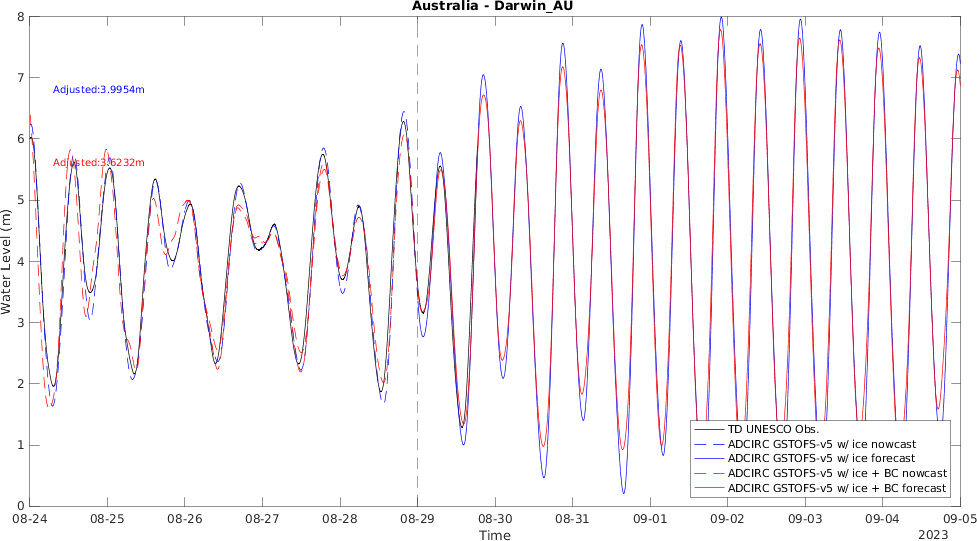 Australia - Darwin_AU
8
7
6
5
4
3
2
1
0
Water Level (m)
Adjusted:3.9954m
Adjusted:3.6232m
TD UNESCO Obs.
ADCIRC GSTOFS-v5 w/ ice nowcast
ADCIRC GSTOFS-v5 w/ ice forecast
ADCIRC GSTOFS-v5 w/ ice + BC nowcast
ADCIRC GSTOFS-v5 w/ ice + BC forecast
08-24 08-25 08-26 08-27 08-28 08-29 08-30 08-31 09-01 09-02 09-03 09-04 09-05
Time
2023